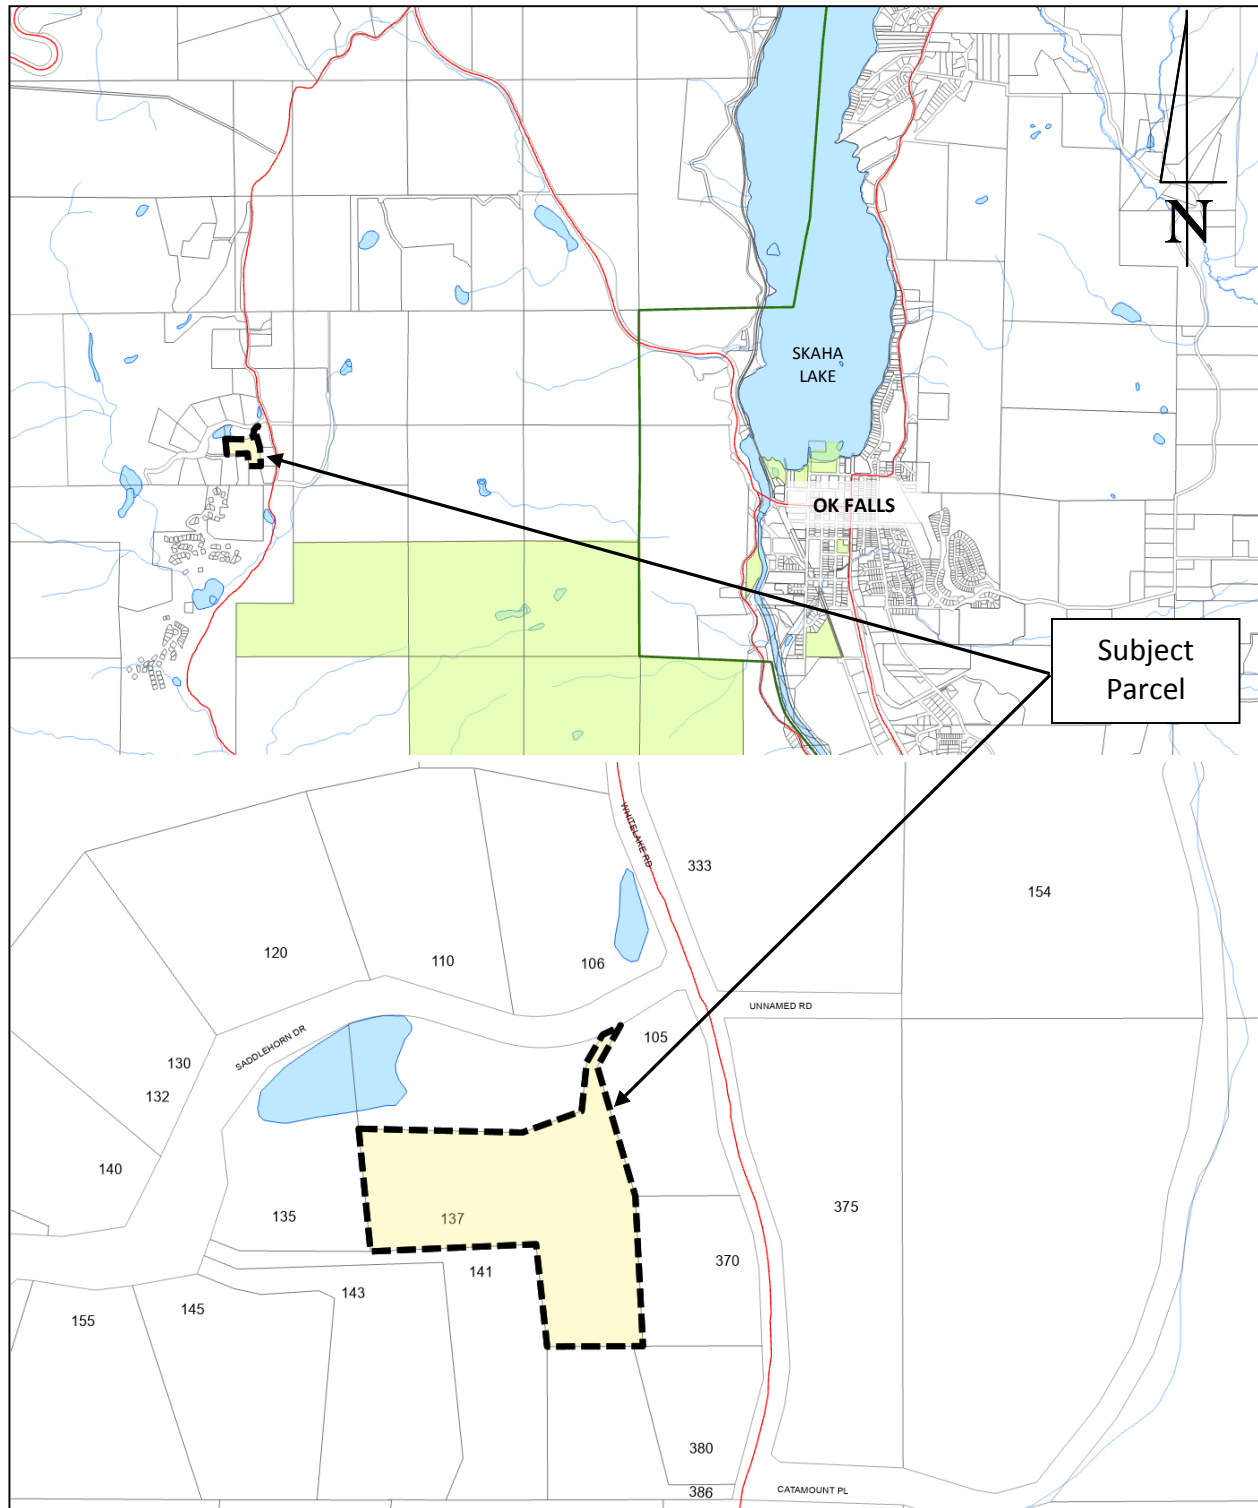 N
SKAHA
LAKE
OK FALLS
Subject
Parcel
WHITELAKE RD
333
154
120
110
106
UNNAMED RD
SADDLEHORN DR
105
130
132
140
135
137
375
141
370
143
145
155
380
386
CATAMOUNT PL